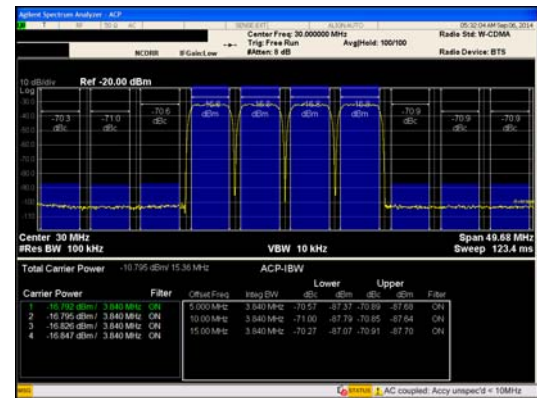 Agilent Spectrum Analyzer - ACP
RF 50 Ω AC SENSE:EXT ALIGN AUTO 05:32:04 AM Sep 06, 2014
Center Freq: 30.000000 MHz Radio Std: W-CDMA
Trig: Free Run Avg|Hold: 100/100
NCORR IFGain:Low #Atten: 8 dB Radio Device: BTS
10 dB/div Ref -20.00 dBm
Log
-70.3 dBc -71.0 dBc -70.6 dBc -16.8 dBm -16.8 dBm -16.8 dBm -16.8 dBm -70.9 dBc -70.9 dBc -70.9 dBc
Center 30 MHz Span 49.68 MHz
#Res BW 100 kHz VBW 10 kHz Sweep 123.4 ms
Total Carrier Power -10.795 dBm/ 15.36 MHz ACP-IBW
Lower Upper
Carrier Power Filter Offset Freq Integ BW dBc dBm dBc dBm Filter
1 -16.792 dBm / 3.840 MHz ON 5.000 MHz 3.840 MHz -70.57 -87.37 -70.89 -87.68 ON
2 -16.795 dBm / 3.840 MHz ON 10.00 MHz 3.840 MHz -71.00 -87.79 -70.85 -87.64 ON
3 -16.826 dBm / 3.840 MHz ON 15.00 MHz 3.840 MHz -70.27 -87.07 -70.91 -87.70 ON
4 -16.847 dBm / 3.840 MHz ON
MSG STATUS AC coupled: Accy unspec'd < 10MHz